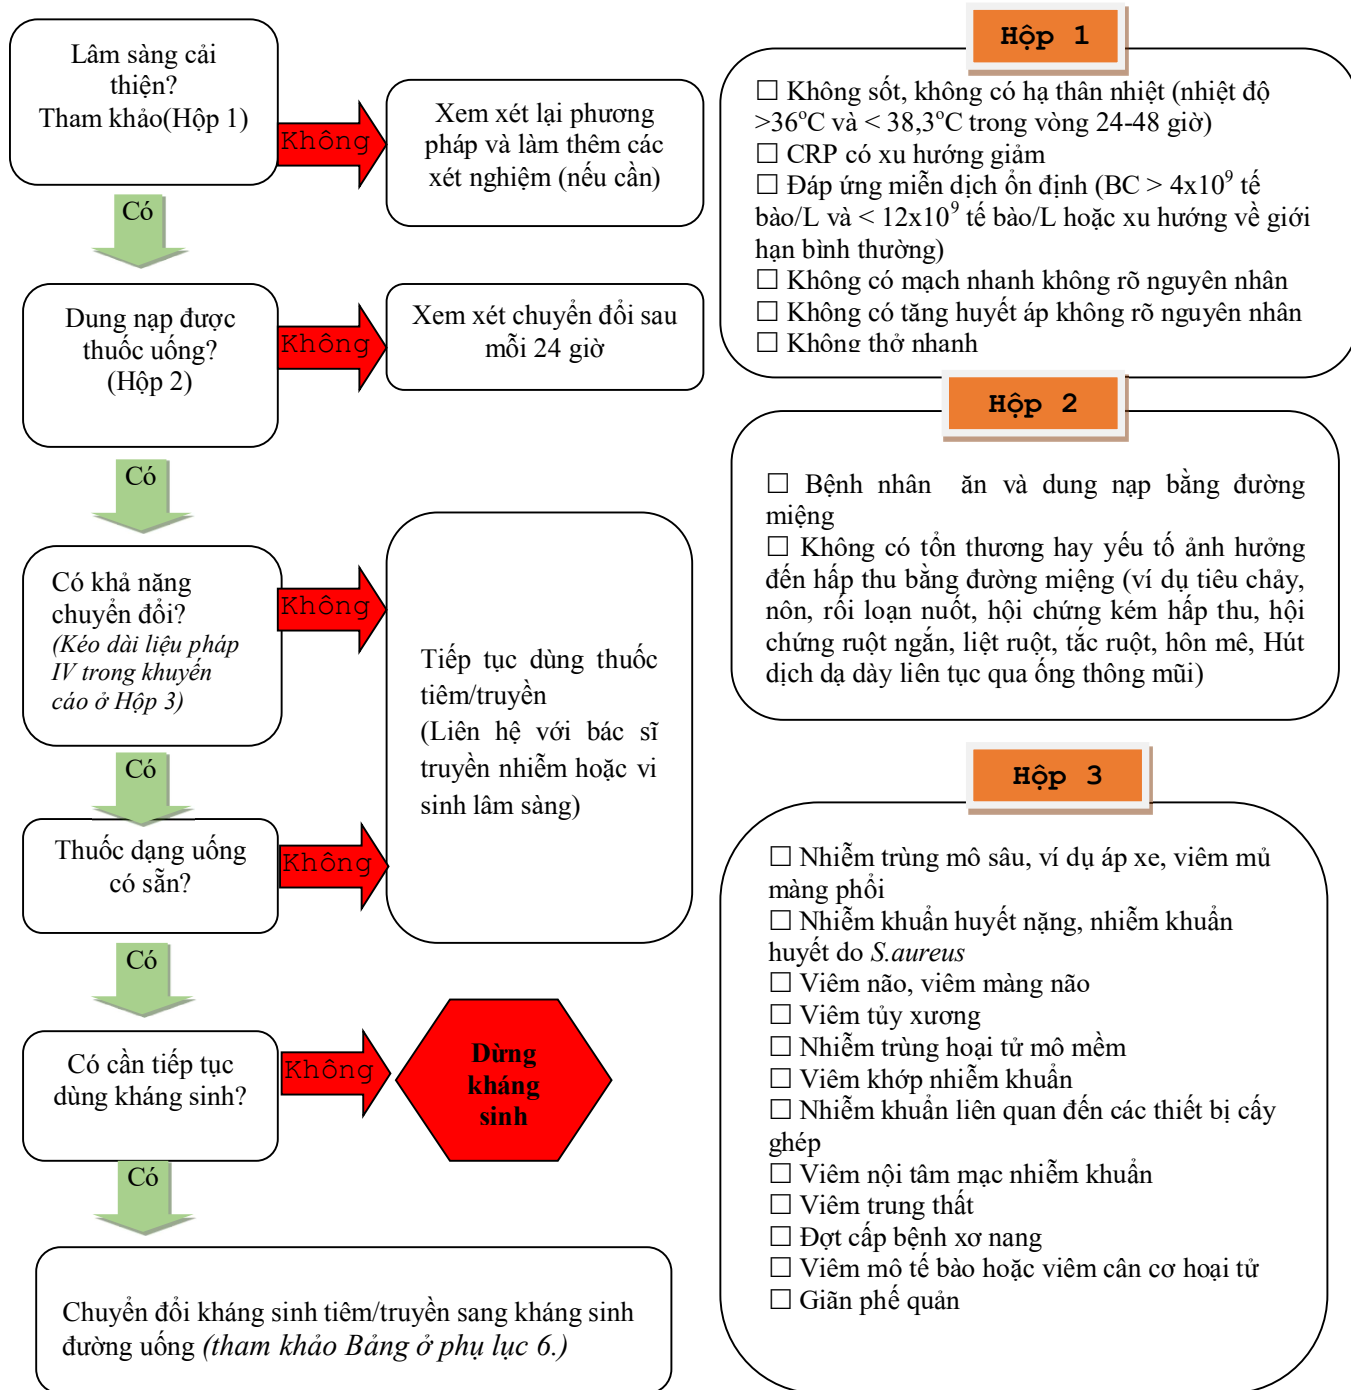 Lâm sàng cải
thiện?
Tham khảo(Hộp 1)
Không
Xem xét lại phương
pháp và làm thêm các
xét nghiệm (nếu cần)
Có
Dung nạp được
thuốc uống?
(Hộp 2)
Không
Xem xét chuyển đổi sau
mỗi 24 giờ
Có
Có khả năng
chuyển đổi?
(Kéo dài liệu pháp
IV trong khuyến
cáo ở Hộp 3)
Không
Tiếp tục dùng thuốc
tiêm/truyền
(Liên hệ với bác sĩ
truyền nhiễm hoặc vi
sinh lâm sàng)
Có
Thuốc dạng uống
có sẵn?
Không
Có
Có cần tiếp tục
dùng kháng sinh?
Không
Dừng
kháng
sinh
Có
Chuyển đổi kháng sinh tiêm/truyền sang kháng sinh
đường uống (tham khảo Bảng ở phụ lục 6.)
Hộp 1
☐ Không sốt, không có hạ thân nhiệt (nhiệt độ
>36°C và < 38,3°C trong vòng 24-48 giờ)
☐ CRP có xu hướng giảm
☐ Đáp ứng miễn dịch ổn định (BC > 4x10⁹ tế
bào/L và < 12x10⁹ tế bào/L hoặc xu hướng về giới
hạn bình thường)
☐ Không có mạch nhanh không rõ nguyên nhân
☐ Không có tăng huyết áp không rõ nguyên nhân
☐ Không thở nhanh
Hộp 2
☐ Bệnh nhân ăn và dung nạp bằng đường
miệng
☐ Không có tổn thương hay yếu tố ảnh hưởng
đến hấp thu bằng đường miệng (ví dụ tiêu chảy,
nôn, rối loạn nuốt, hội chứng kém hấp thu, hội
chứng ruột ngắn, liệt ruột, tắc ruột, hôn mê, Hút
dịch dạ dày liên tục qua ống thông mũi)
Hộp 3
☐ Nhiễm trùng mô sâu, ví dụ áp xe, viêm mủ
màng phổi
☐ Nhiễm khuẩn huyết nặng, nhiễm khuẩn
huyết do S.aureus
☐ Viêm não, viêm màng não
☐ Viêm tủy xương
☐ Nhiễm trùng hoại tử mô mềm
☐ Viêm khớp nhiễm khuẩn
☐ Nhiễm khuẩn liên quan đến các thiết bị cấy
ghép
☐ Viêm nội tâm mạc nhiễm khuẩn
☐ Viêm trung thất
☐ Đợt cấp bệnh xơ nang
☐ Viêm mô tế bào hoặc viêm cân cơ hoại tử
☐ Giãn phế quản